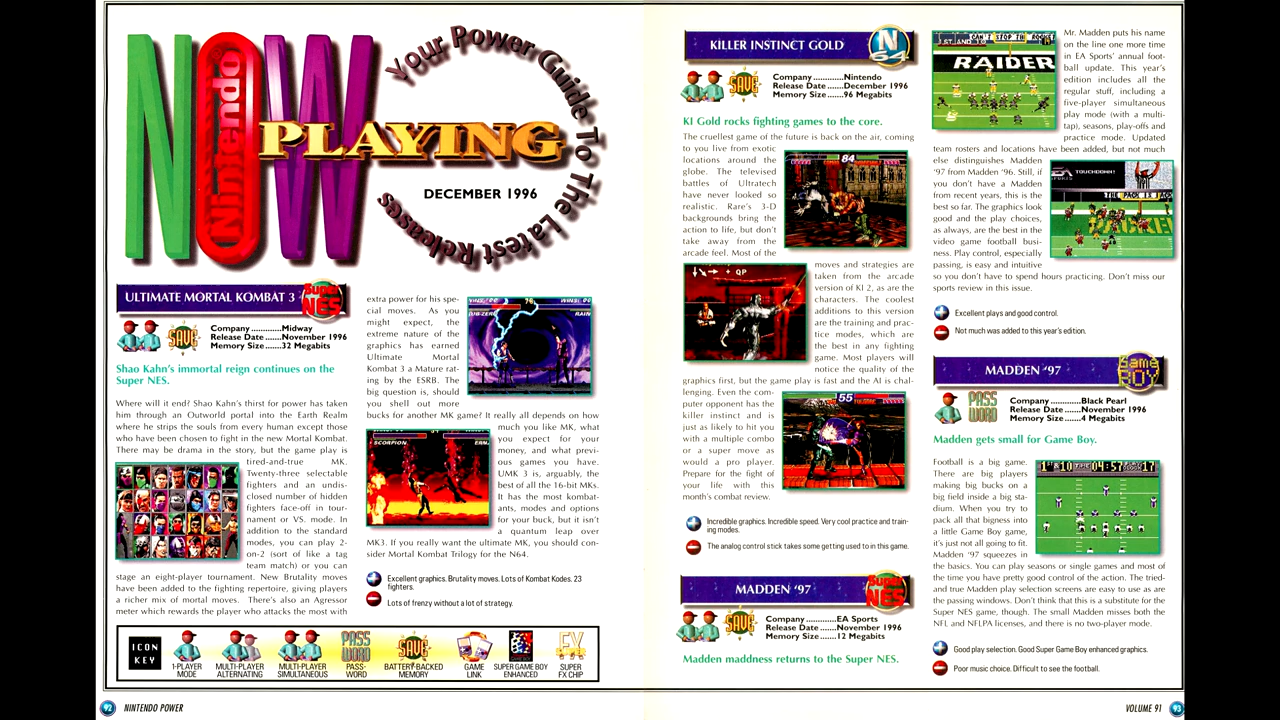 NOW
Nintendo
PLAYING
Your Power Guide To The Latest Releases
DECEMBER 1996
ULTIMATE MORTAL KOMBAT 3
Super NES
SAVE
Company ............Midway
Release Date .......November 1996
Memory Size........32 Megabits
Shao Kahn's immortal reign continues on the
Super NES.
Where will it end? Shao Kahn's thirst for power has taken
him through an Outworld portal into the Earth Realm
where he strips the souls from every human except those
who have been chosen to fight in the new Mortal Kombat.
There may be drama in the story, but the game play is
tired-and-true MK.
Twenty-three selectable
fighters and an undis-
closed number of hidden
fighters face-off in tour-
nament or VS. mode. In
addition to the standard
modes, you can play 2-
on-2 (sort of like a tag
team match) or you can
stage an eight-player tournament. New Brutality moves
have been added to the fighting repertoire, giving players
a richer mix of mortal moves. There's also an Agressor
meter which rewards the player who attacks the most with
extra power for his spe-
cial moves. As you
might expect, the
extreme nature of the
graphics has earned
Ultimate Mortal
Kombat 3 a Mature rat-
ing by the ESRB. The
big question is, should
you shell out more
bucks for another MK game? It really all depends on how
much you like MK, what
you expect for your
money, and what previ-
ous games you have.
UMK 3 is, arguably, the
best of all the 16-bit MKs.
It has the most kombat-
ants, modes and options
for your buck, but it isn't
a quantum leap over
MK3. If you really want the ultimate MK, you should con-
sider Mortal Kombat Trilogy for the N64.
SUB-ZERO
RAIN
SCORPION
Excellent graphics. Brutality moves. Lots of Kombat Kodes. 23
fighters.
Lots of frenzy without a lot of strategy.
ICON
KEY
1-PLAYER
MODE
MULTI-PLAYER
ALTERNATING
MULTI-PLAYER
SIMULTANEOUS
PASS
WORD
PASS-
WORD
SAVE
BATTERY-BACKED
MEMORY
GAME
LINK
SUPER GAME BOY
ENHANCED
FX
SUPER
FX CHIP
92
NINTENDO POWER
KILLER INSTINCT GOLD
N
64
SAVE
Company ............Nintendo
Release Date .......December 1996
Memory Size........96 Megabits
KI Gold rocks fighting games to the core.
The cruellest game of the future is back on the air, coming
to you live from exotic
locations around the
globe. The televised
battles of Ultratech
have never looked so
realistic. Rare's 3-D
backgrounds bring the
action to life, but don't
take away from the
arcade feel. Most of the
84
moves and strategies are
taken from the arcade
version of KI 2, as are the
characters. The coolest
additions to this version
are the training and prac-
tice modes, which are
the best in any fighting
game. Most players will
notice the quality of the
graphics first, but the game play is fast and the AI is chal-
+ QP
lenging. Even the com-
puter opponent has the
killer instinct and is
just as likely to hit you
with a multiple combo
or a super move as
would a pro player.
Prepare for the fight of
your life with this
month's combat review.
55
Incredible graphics. Incredible speed. Very cool practice and train-
ing modes.
The analog control stick takes some getting used to in this game.
MADDEN '97
Super NES
SAVE
Company ............EA Sports
Release Date .......November 1996
Memory Size........12 Megabits
Madden madness returns to the Super NES.
RAIDER
Mr. Madden puts his name
on the line one more time
in EA Sports' annual foot-
ball update. This year's
edition includes all the
regular stuff, including a
five-player simultaneous
play mode (with a multi-
tap), seasons, play-offs and
practice mode. Updated
team rosters and locations have been added, but not much
else distinguishes Madden
'97 from Madden '96. Still, if
you don't have a Madden
from recent years, this is the
best so far. The graphics look
good and the play choices,
as always, are the best in the
video game football busi-
ness. Play control, especially
passing, is easy and intuitive
so you don't have to spend hours practicing. Don't miss our
sports review in this issue.
EA
TOUCHDOWN!
Excellent plays and good control.
Not much was added to this year's edition.
MADDEN '97
Game BOY
PASS
WORD
Company ............Black Pearl
Release Date .......November 1996
Memory Size........4 Megabits
Madden gets small for Game Boy.
Football is a big game.
There are big players
making big bucks on a
big field inside a big sta-
dium. When you try to
pack all that bigness into
a little Game Boy game,
it's just not all going to fit.
Madden '97 squeezes in
the basics. You can play seasons or single games and most of
the time you have pretty good control of the action. The tried-
and-true Madden play selection screens are easy to use as are
the passing windows. Don't think that this is a substitute for the
Super NES game, though. The small Madden misses both the
NFL and NFLPA licenses, and there is no two-player mode.
Good play selection. Good Super Game Boy enhanced graphics.
Poor music choice. Difficult to see the football.
VOLUME 91
93